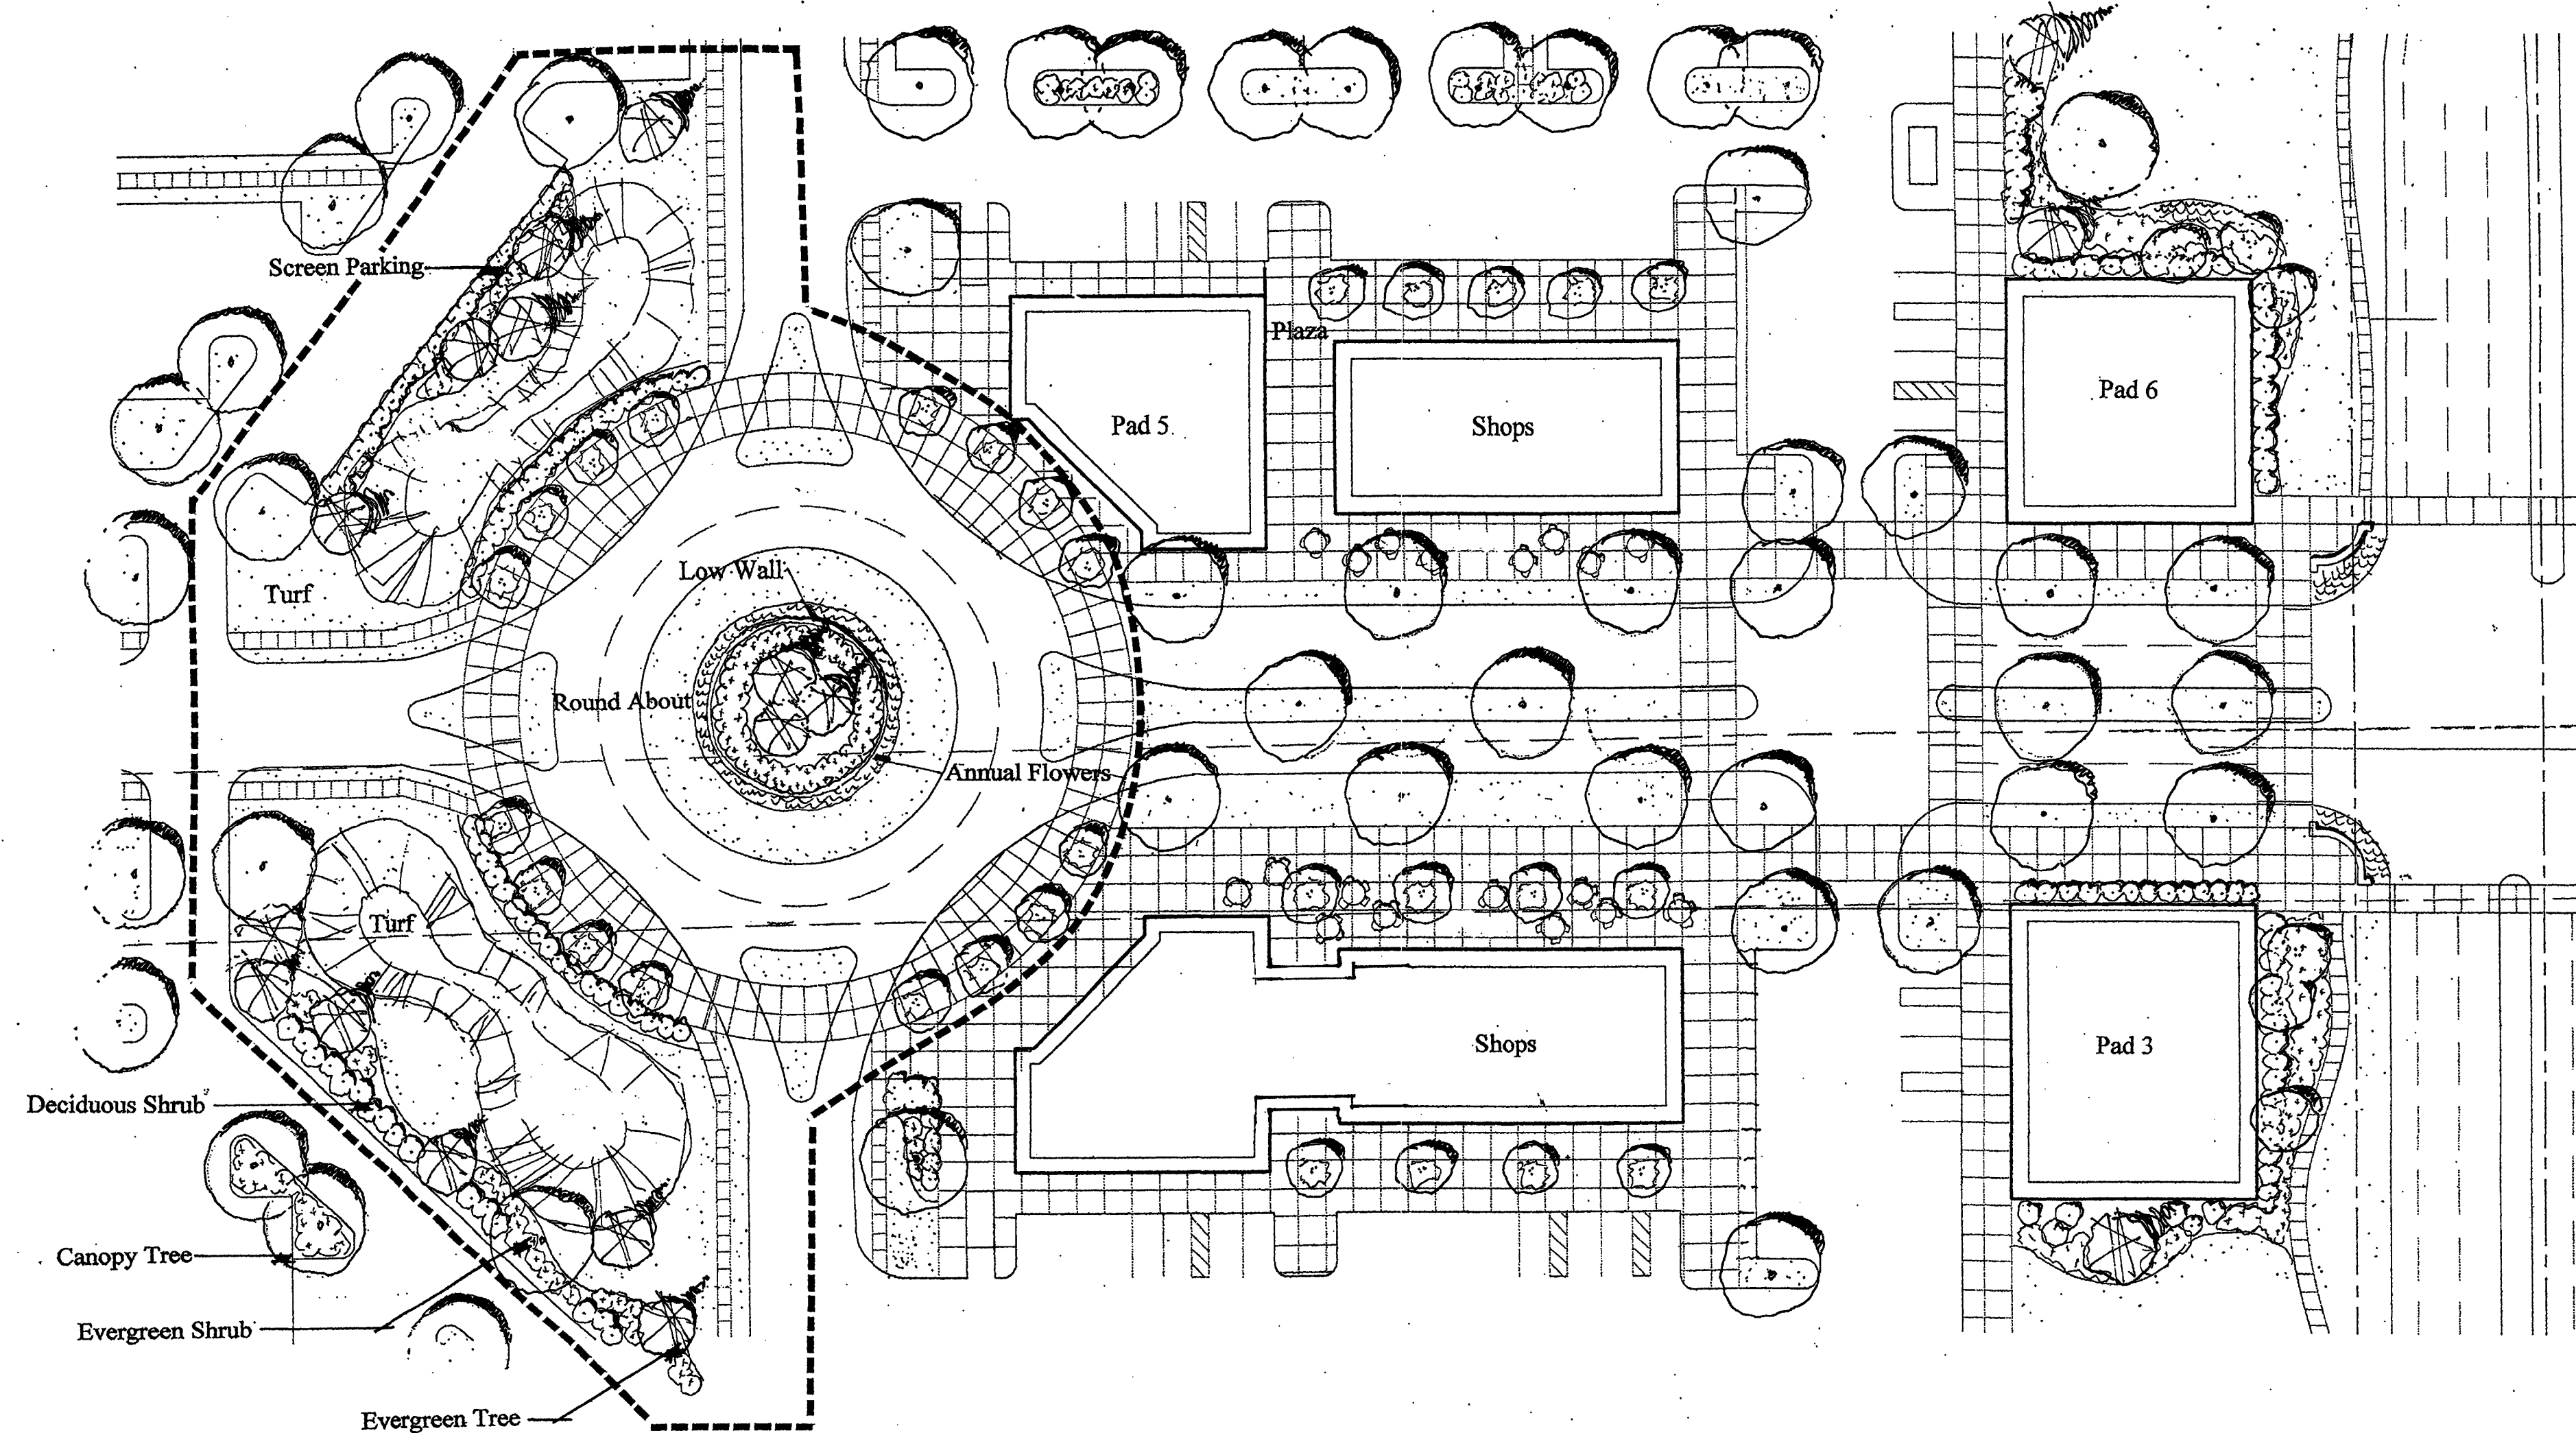 Screen Parking
Plaza
Pad 5
Shops
Pad 6
Low Wall
Turf
Round About
Annual Flowers
Turf
Shops
Pad 3
Deciduous Shrub
Canopy Tree
Evergreen Shrub
Evergreen Tree